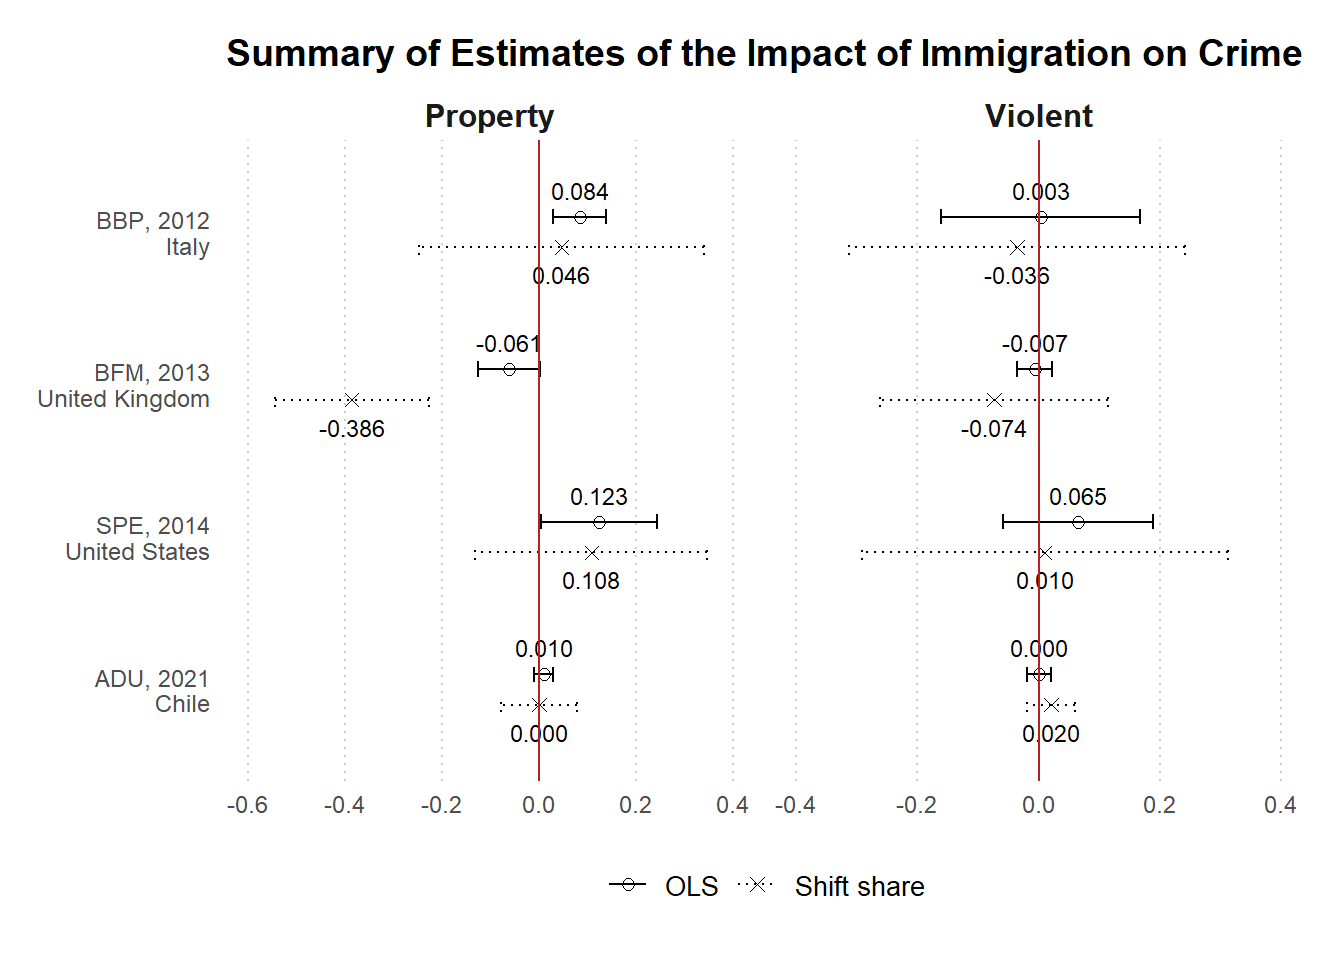 Summary of Estimates of the Impact of Immigration on Crime
Property
Violent
BBP, 2012
Italy
0.084
0.046
0.003
-0.036
BFM, 2013
United Kingdom
-0.061
-0.386
-0.007
-0.074
SPE, 2014
United States
0.123
0.108
0.065
0.010
ADU, 2021
Chile
0.010
0.000
0.000
0.020
-0.6 -0.4 -0.2 0.0 0.2 0.4
-0.4 -0.2 0.0 0.2 0.4
OLS
Shift share